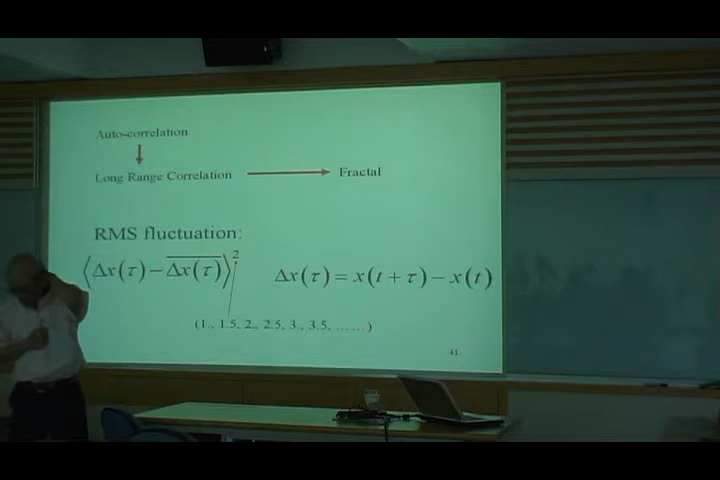 Auto-correlation
Long Range Correlation → Fractal
RMS fluctuation:
⟨Δx(τ) − \overline{Δx(τ)}⟩² Δx(τ) = x(t + τ) − x(t)
(1., 1.5, 2., 2.5, 3., 3.5, ……)
41